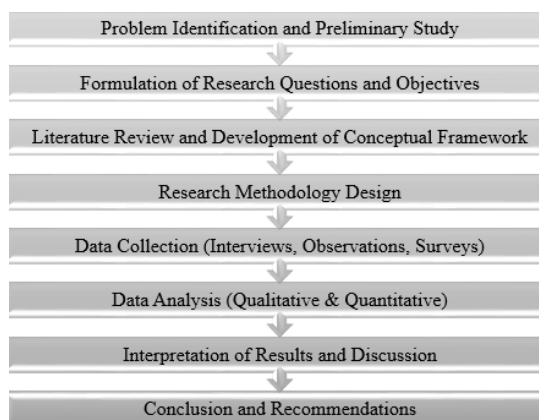 Problem Identification and Preliminary Study
Formulation of Research Questions and Objectives
Literature Review and Development of Conceptual Framework
Research Methodology Design
Data Collection (Interviews, Observations, Surveys)
Data Analysis (Qualitative & Quantitative)
Interpretation of Results and Discussion
Conclusion and Recommendations